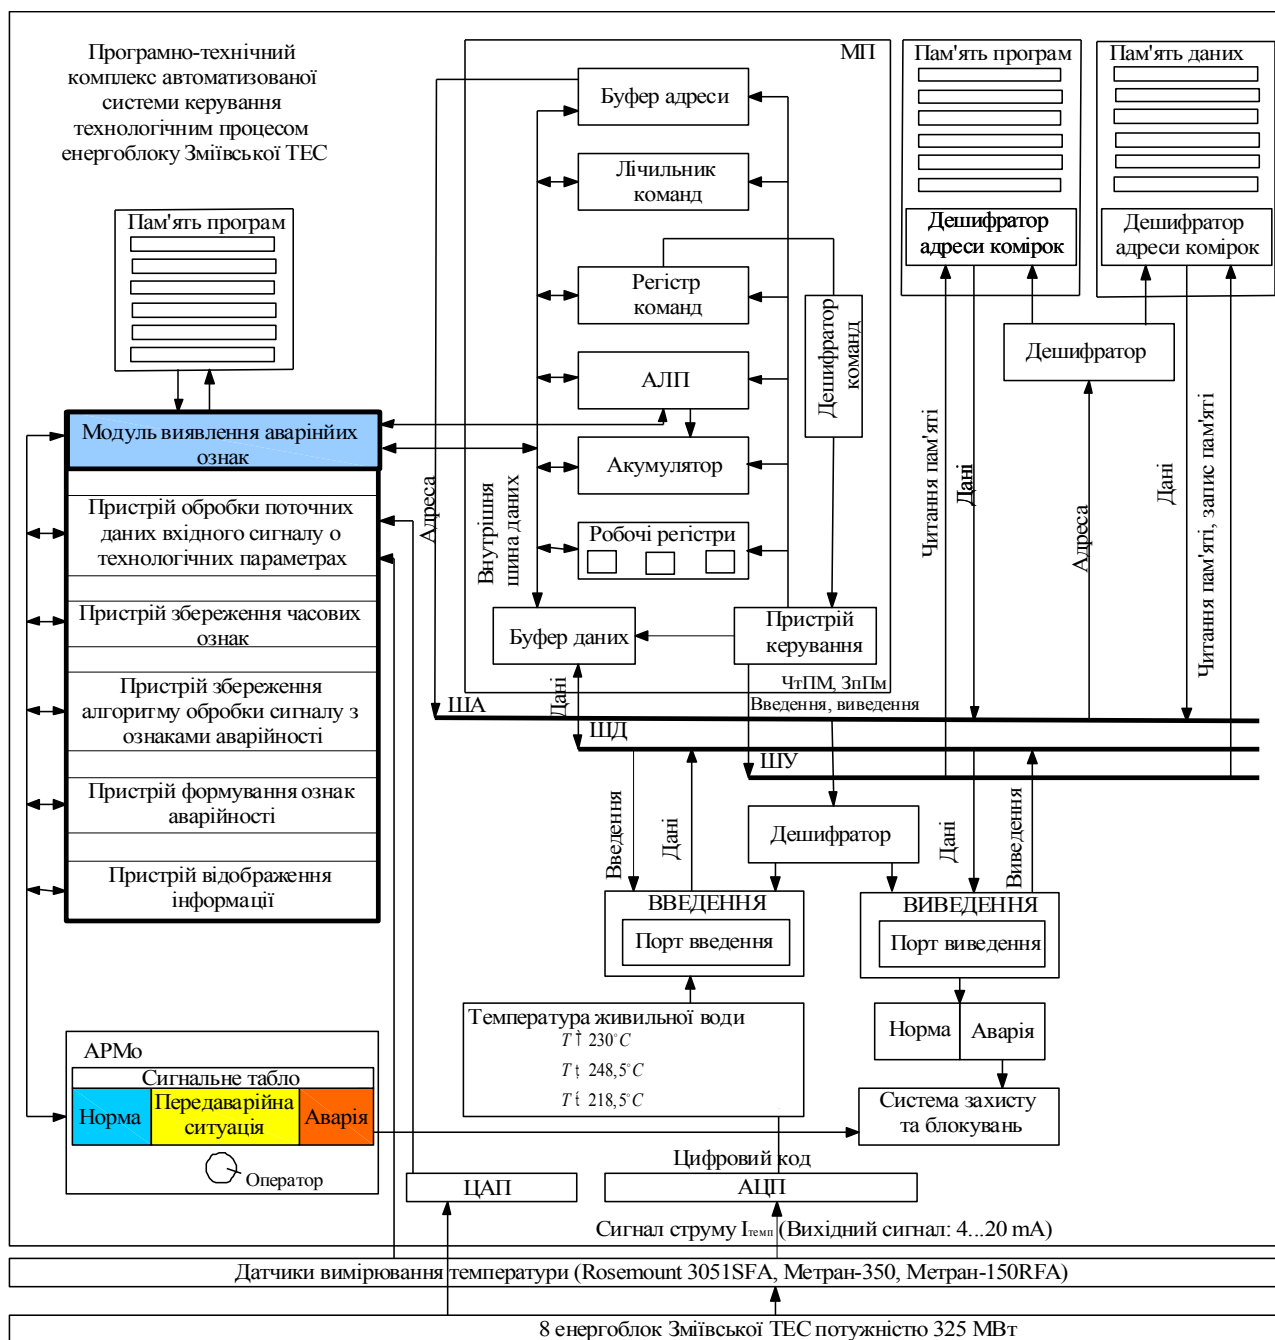 Програмно-технічний
комплекс автоматизованої
системи керування
технологічним процесом
енергоблоку Зміївської ТЕС
Пам'ять програм
Модуль виявлення аварінйих
ознак
Пристрій обробки поточних
даних вхідного сигналу о
технологічних параметрах
Пристрій збереження часових
ознак
Пристрій збереження
алгоритму обробки сигналу з
ознаками аварійності
Пристрій формування ознак
аварійності
Пристрій відображення
інформації
АРМо
Сигнальне табло
Норма
Передаварійна
ситуація
Аварія
Оператор
МП
Буфер адреси
Лічильник
команд
Регістр
команд
АЛП
Акумулятор
Робочі регістри
Буфер даних
Пристрій
керування
Дешифратор
команд
Адреса
Внутрішня
шина даних
Дані
ЧтПМ, ЗпПм
Введення, виведення
ША
ШД
ШУ
Пам'ять програм
Дешифратор
адреси комірок
Пам'ять даних
Дешифратор
адреси комірок
Дешифратор
Читання пам'яті
Дані
Адреса
Дані
Читання пам'яті, запис пам'яті
Введення
Дані
Дешифратор
Дані
Виведення
ВВЕДЕННЯ
Порт введення
ВИВЕДЕННЯ
Порт виведення
Температура живильної води
230°C
248,5°C
218,5°C
Норма
Аварія
Система захисту
та блокувань
Цифровий код
ЦАП
АЦП
Сигнал струму Iтемп (Вихідний сигнал: 4...20 mA)
Датчики вимірювання температури (Rosemount 3051SFA, Метран-350, Метран-150RFA)
8 енергоблок Зміївської ТЕС потужністю 325 МВт